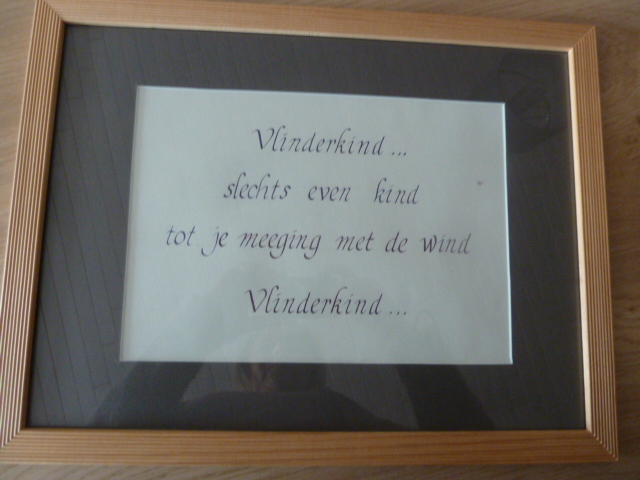 Vlinderkind...
slechts even kind
tot je meeging met de wind
Vlinderkind...